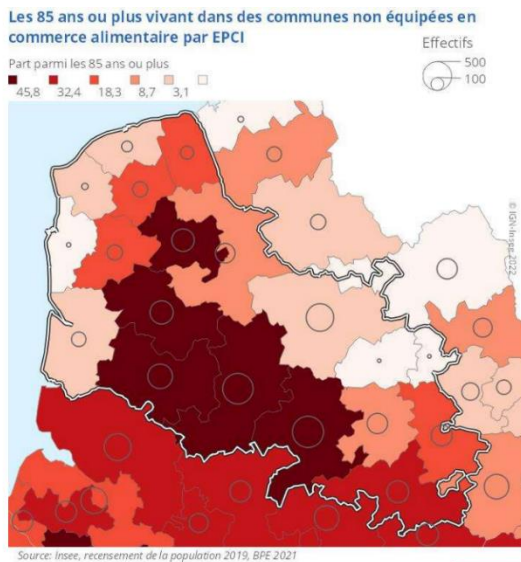 Les 85 ans ou plus vivant dans des communes non équipées en
commerce alimentaire par EPCI
Effectifs
500
100
Part parmi les 85 ans ou plus
45,8 32,4 18,3 8,7 3,1
© IGN-Insee 2022
Source: Insee, recensement de la population 2019, BPE 2021